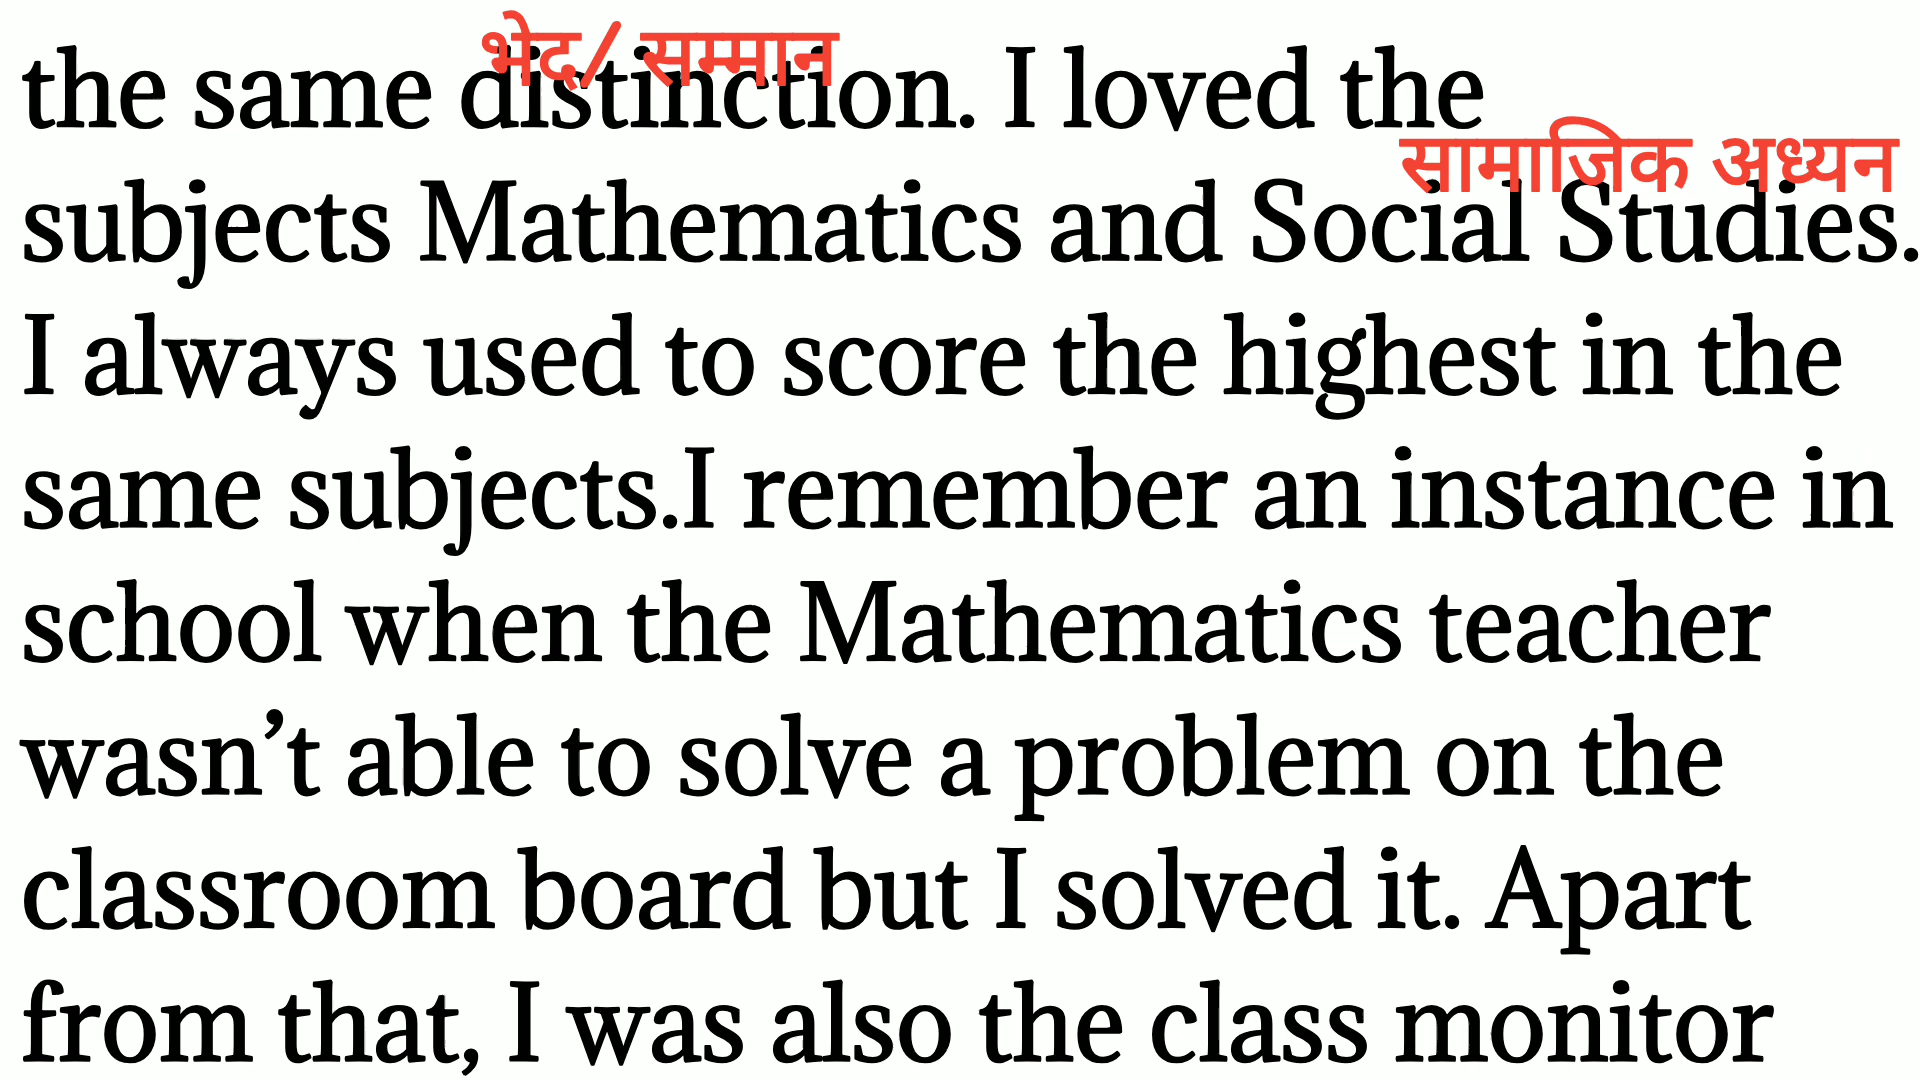 भेद/ सम्मान
the same distinction. I loved the
सामाजिक अध्यन
subjects Mathematics and Social Studies.
I always used to score the highest in the
same subjects.I remember an instance in
school when the Mathematics teacher
wasn’t able to solve a problem on the
classroom board but I solved it. Apart
from that, I was also the class monitor